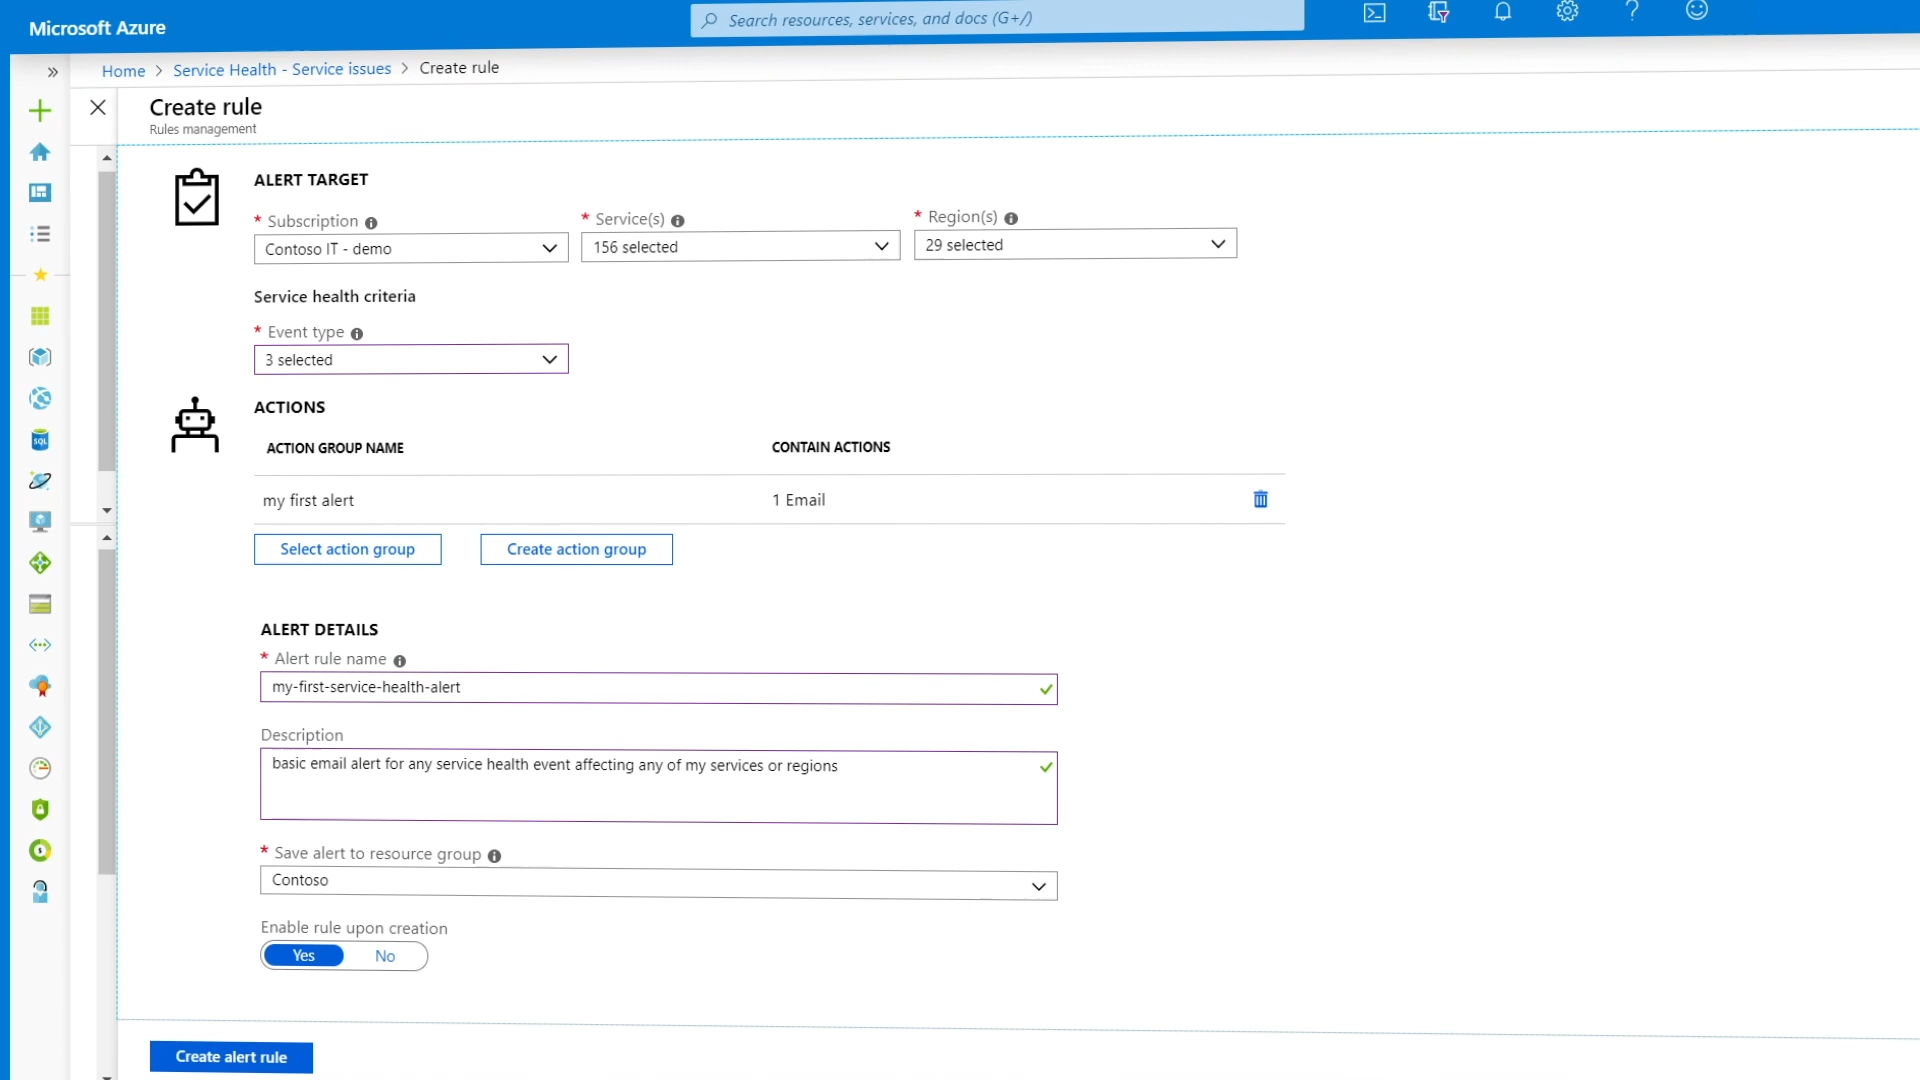 Microsoft Azure
Search resources, services, and docs (G+/)
Home > Service Health - Service issues > Create rule
Create rule
Rules management
ALERT TARGET
* Subscription
* Service(s)
* Region(s)
Contoso IT - demo
156 selected
29 selected
Service health criteria
* Event type
3 selected
ACTIONS
ACTION GROUP NAME
CONTAIN ACTIONS
my first alert
1 Email
Select action group
Create action group
ALERT DETAILS
* Alert rule name
my-first-service-health-alert
Description
basic email alert for any service health event affecting any of my services or regions
* Save alert to resource group
Contoso
Enable rule upon creation
Yes
No
Create alert rule
SQL